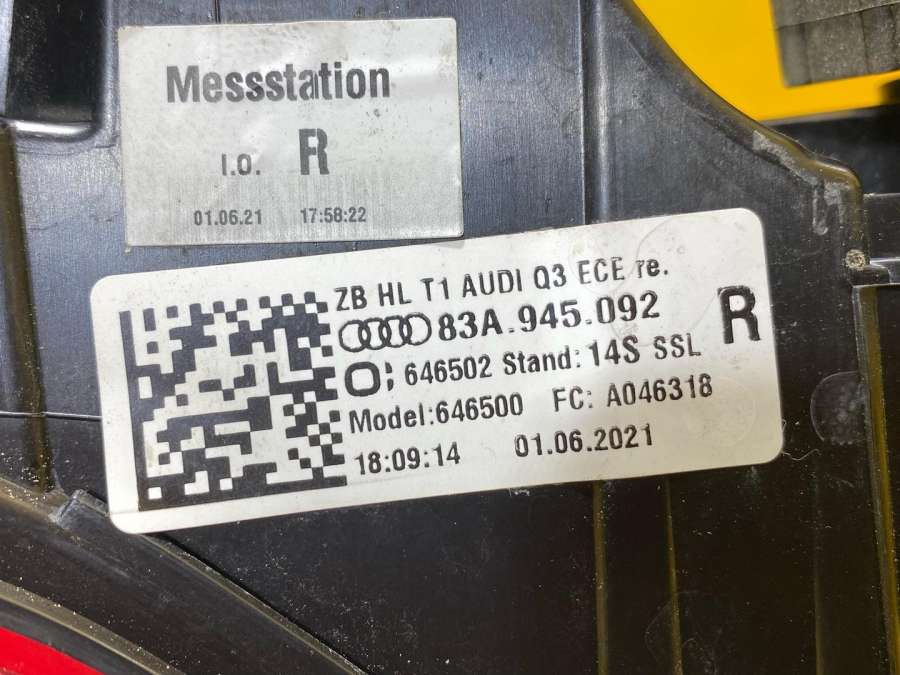 Messstation
I.O. R
01.06.21 17:58:22
ZB HL T1 AUDI Q3 ECE re.
83A.945.092
R
646502 Stand: 14S SSL
Model:646500 FC: A046318
18:09:14 01.06.2021